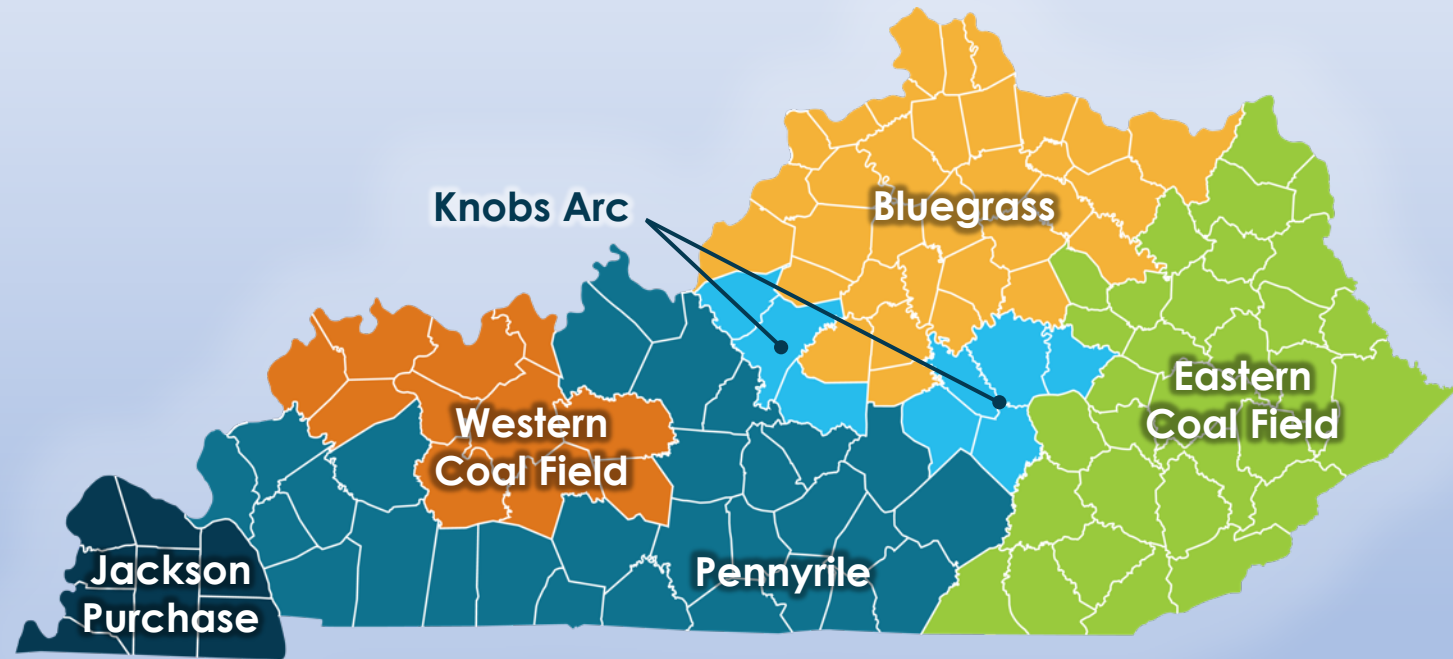 Knobs Arc
Bluegrass
Eastern
Coal Field
Western
Coal Field
Jackson
Purchase
Pennyrile